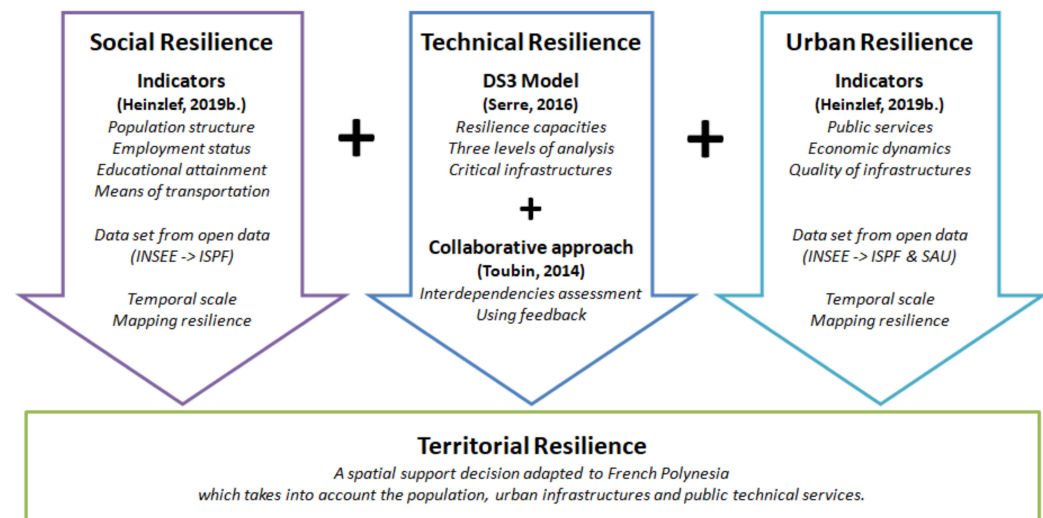 Social Resilience
Indicators
(Heinzlef, 2019b.)
Population structure
Employment status
Educational attainment
Means of transportation
Data set from open data
(INSEE -> ISPF)
Temporal scale
Mapping resilience
+
Technical Resilience
DS3 Model
(Serre, 2016)
Resilience capacities
Three levels of analysis
Critical infrastructures
+
Collaborative approach
(Toubin, 2014)
Interdependencies assessment
Using feedback
+
Urban Resilience
Indicators
(Heinzlef, 2019b.)
Public services
Economic dynamics
Quality of infrastructures
Data set from open data
(INSEE -> ISPF & SAU)
Temporal scale
Mapping resilience
Territorial Resilience
A spatial support decision adapted to French Polynesia
which takes into account the population, urban infrastructures and public technical services.